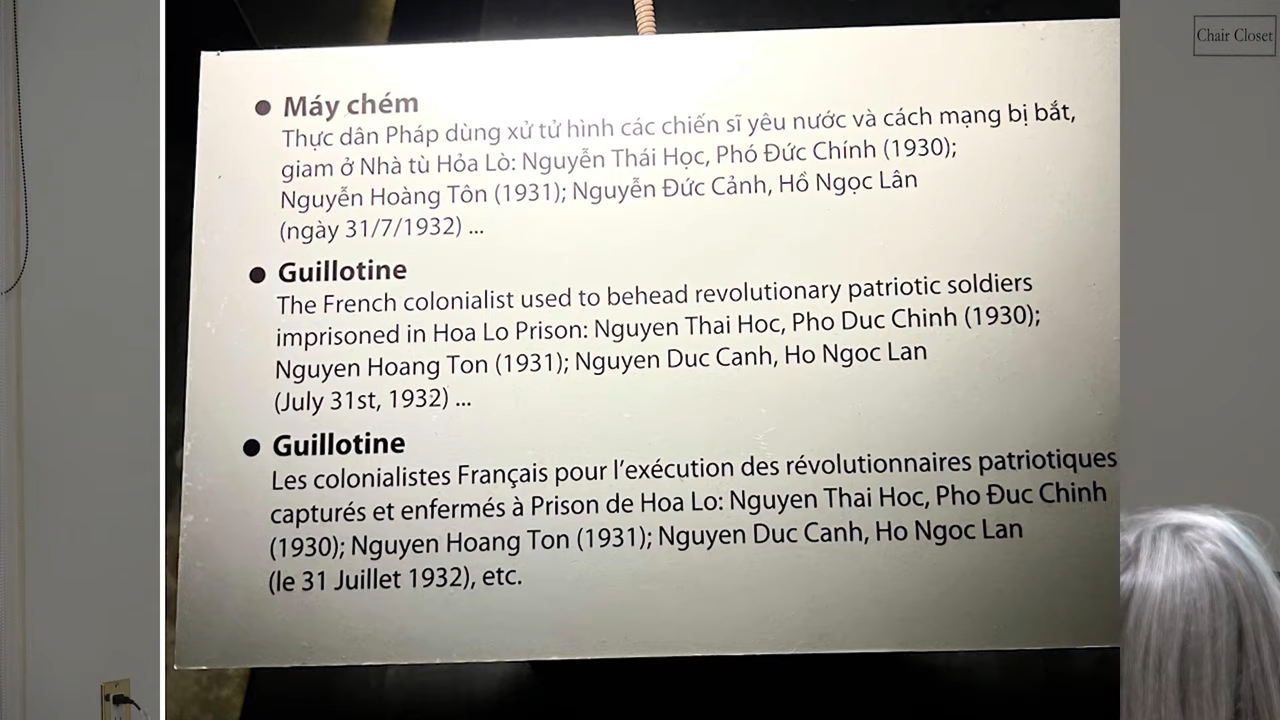 ● Máy chém
Thực dân Pháp dùng xử tử hình các chiến sĩ yêu nước và cách mạng bị bắt,
giam ở Nhà tù Hỏa Lò: Nguyễn Thái Học, Phó Đức Chính (1930);
Nguyễn Hoàng Tôn (1931); Nguyễn Đức Cảnh, Hồ Ngọc Lân
(ngày 31/7/1932) ...
● Guillotine
The French colonialist used to behead revolutionary patriotic soldiers
imprisoned in Hoa Lo Prison: Nguyen Thai Hoc, Pho Duc Chinh (1930);
Nguyen Hoang Ton (1931); Nguyen Duc Canh, Ho Ngoc Lan
(July 31st, 1932) ...
● Guillotine
Les colonialistes Français pour l’exécution des révolutionnaires patriotiques
capturés et enfermés à Prison de Hoa Lo: Nguyen Thai Hoc, Pho Đuc Chinh
(1930); Nguyen Hoang Ton (1931); Nguyen Duc Canh, Ho Ngoc Lan
(le 31 Juillet 1932), etc.
Chair Closet